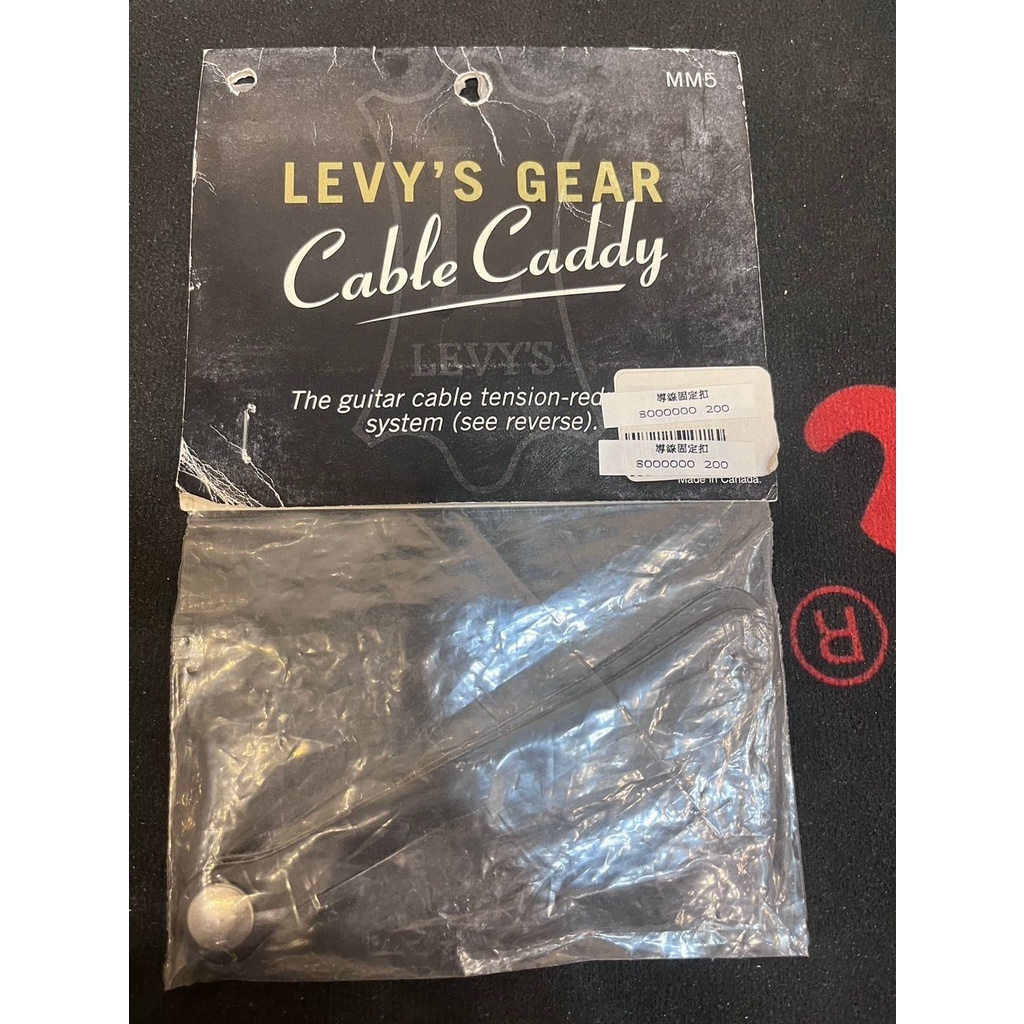 MM5
LEVY'S GEAR
Cable Caddy
LEVY'S
The guitar cable tension-red
system (see reverse).
導線固定扣
8000000 200
導線固定扣
8000000 200
Made in Canada.
®